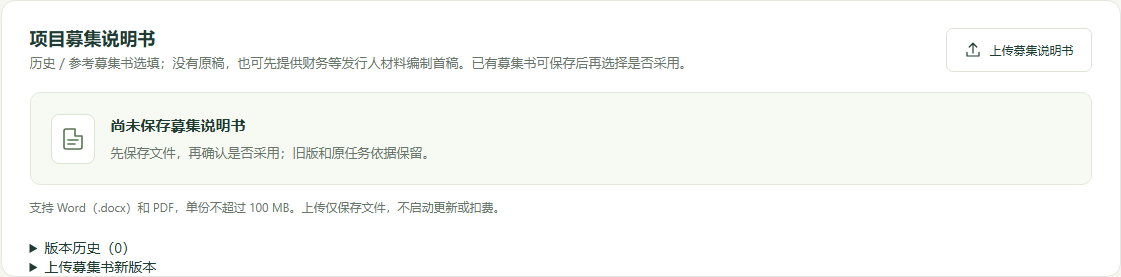 项目募集说明书
历史 / 参考募集书选填；没有原稿，也可先提供财务等发行人材料编制首稿。已有募集书可保存后再选择是否采用。
上传募集说明书
尚未保存募集说明书
先保存文件，再确认是否采用；旧版和原任务依据保留。
支持 Word（.docx）和 PDF，单份不超过 100 MB。上传仅保存文件，不启动更新或扣费。
版本历史（0）
上传募集书新版本